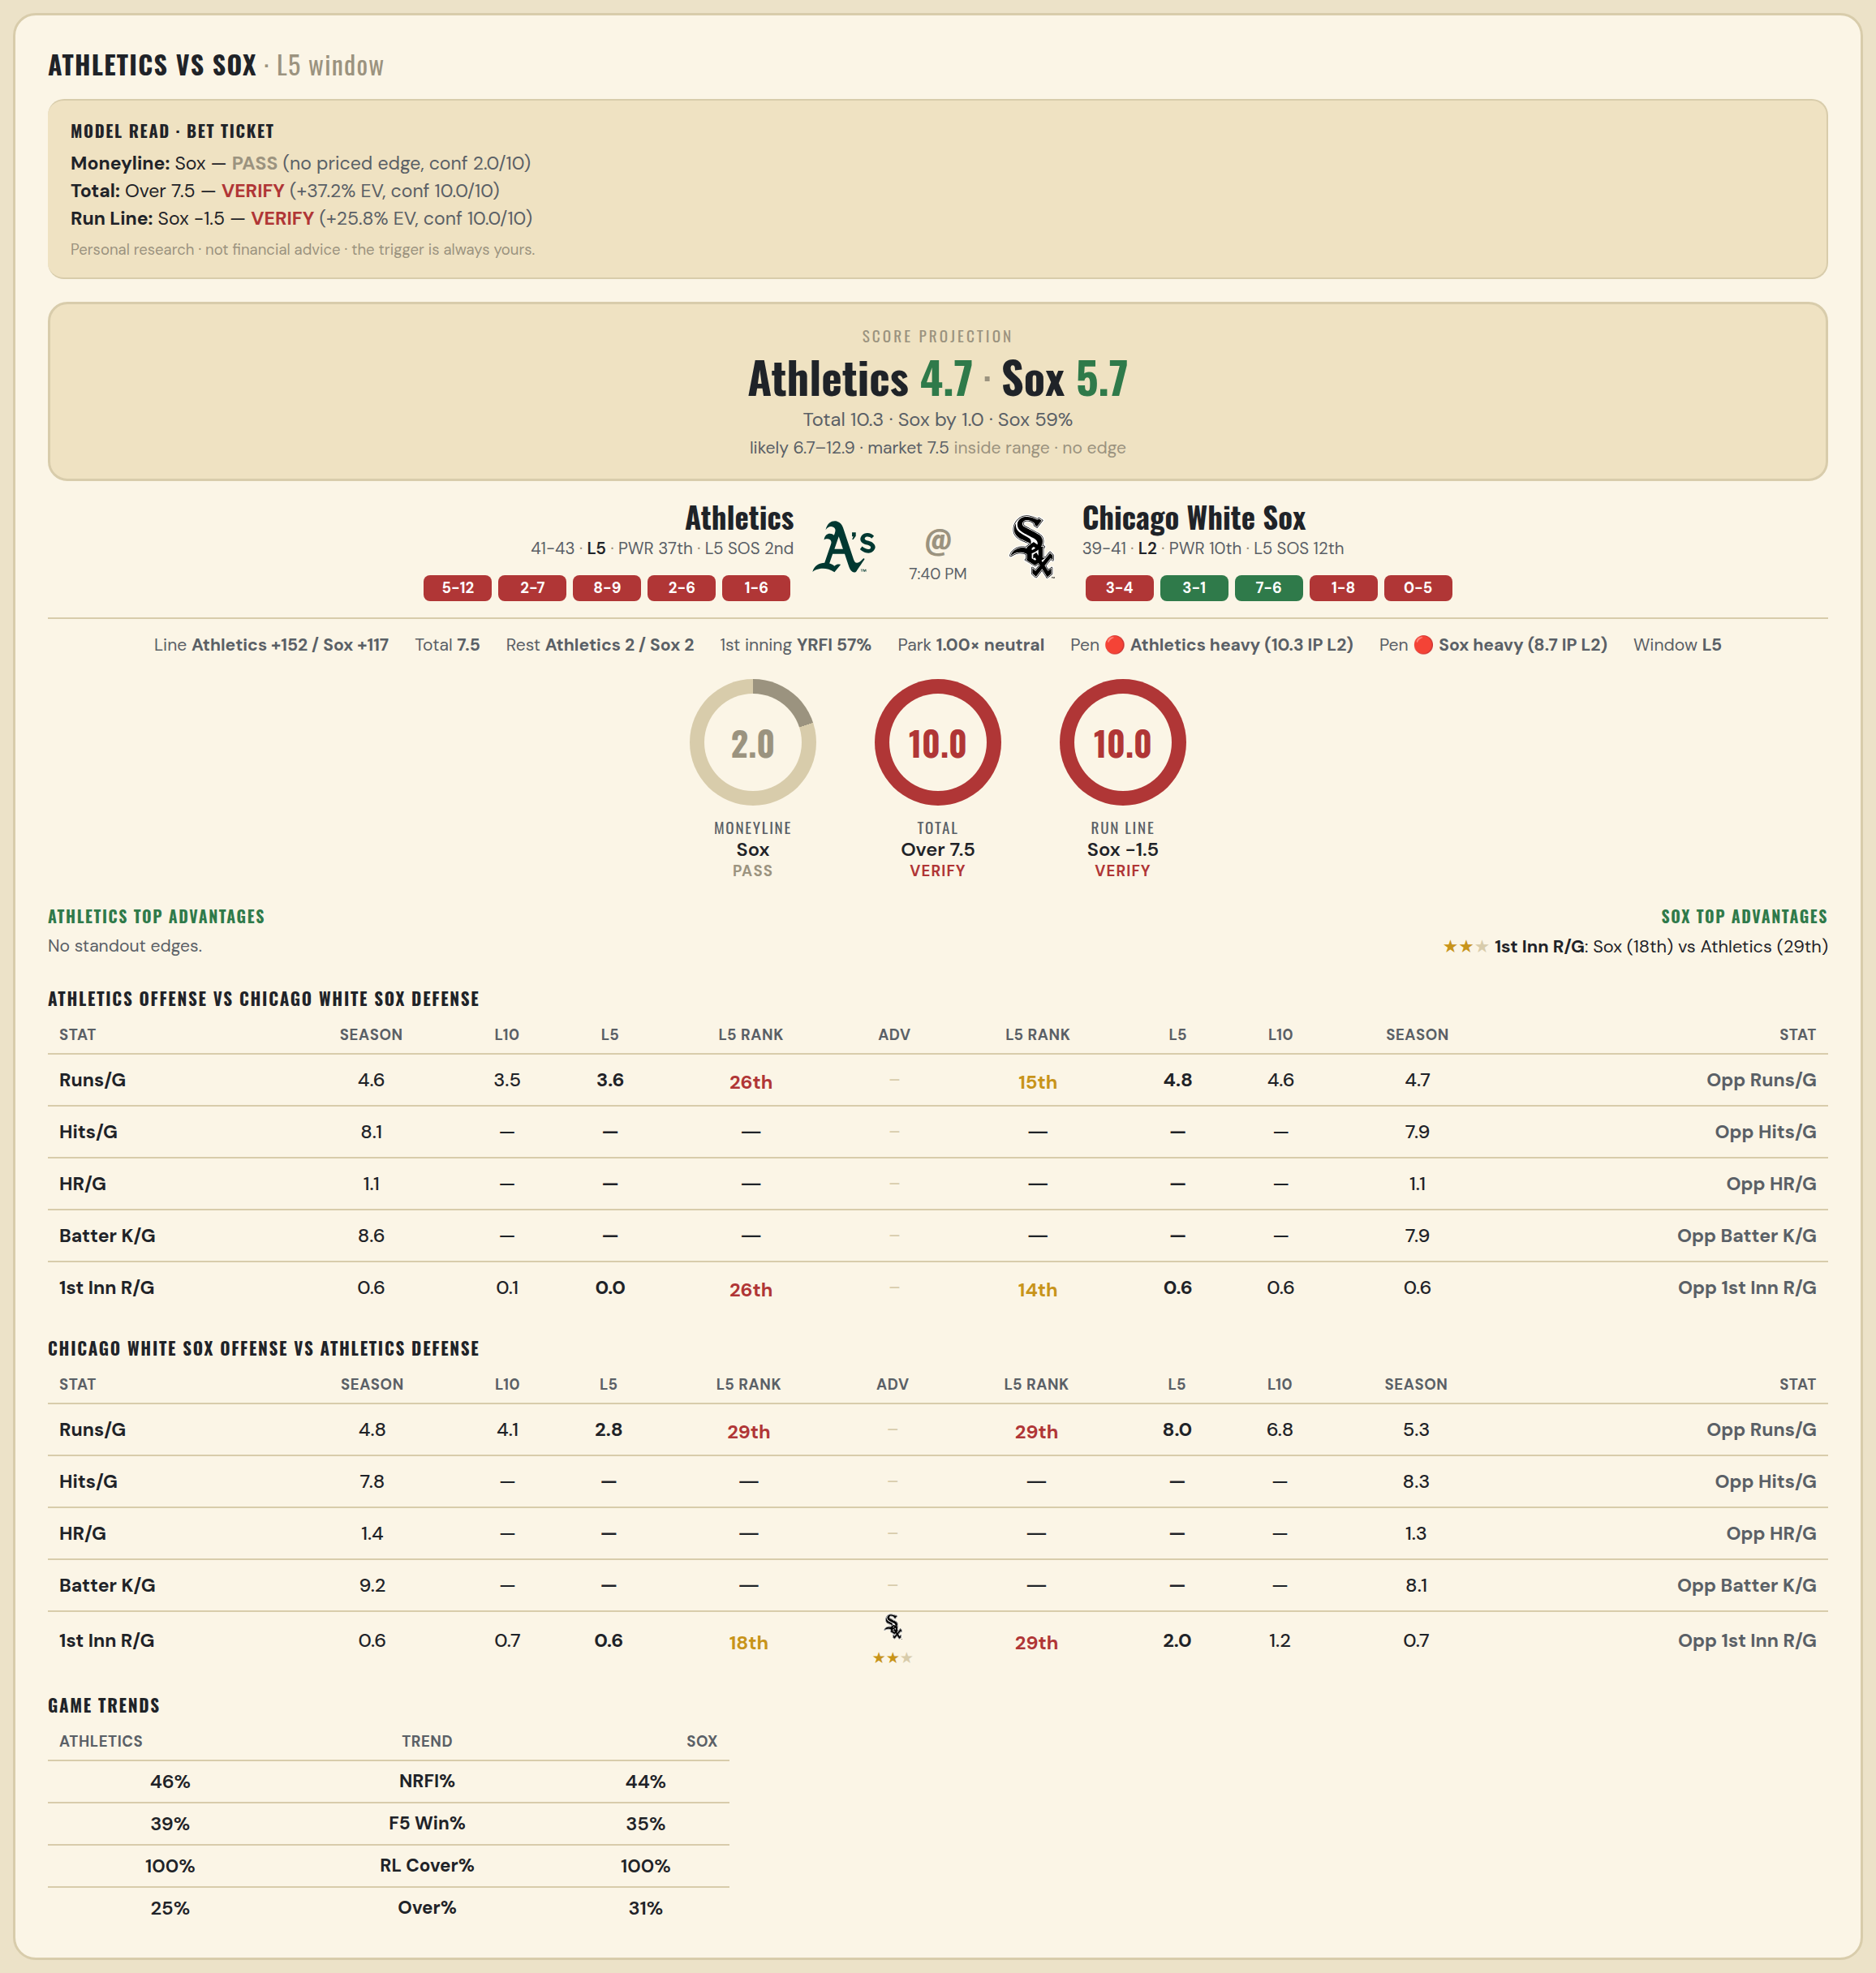 ATHLETICS VS SOX · L5 window
MODEL READ · BET TICKET
Moneyline: Sox — PASS (no priced edge, conf 2.0/10)
Total: Over 7.5 — VERIFY (+37.2% EV, conf 10.0/10)
Run Line: Sox −1.5 — VERIFY (+25.8% EV, conf 10.0/10)
Personal research · not financial advice · the trigger is always yours.
SCORE PROJECTION
Athletics 4.7 · Sox 5.7
Total 10.3 · Sox by 1.0 · Sox 59%
likely 6.7–12.9 · market 7.5 inside range · no edge
Athletics
41-43 · L5 · PWR 37th · L5 SOS 2nd
5-12 2-7 8-9 2-6 1-6
A's
@
7:40 PM
Sox
Chicago White Sox
39-41 · L2 · PWR 10th · L5 SOS 12th
3-4 3-1 7-6 1-8 0-5
Line Athletics +152 / Sox +117 Total 7.5 Rest Athletics 2 / Sox 2 1st inning YRFI 57% Park 1.00× neutral Pen 🔴 Athletics heavy (10.3 IP L2) Pen 🔴 Sox heavy (8.7 IP L2) Window L5
2.0 10.0 10.0
MONEYLINE TOTAL RUN LINE
Sox Over 7.5 Sox −1.5
PASS VERIFY VERIFY
ATHLETICS TOP ADVANTAGES
No standout edges.
SOX TOP ADVANTAGES
★★★ 1st Inn R/G: Sox (18th) vs Athletics (29th)
ATHLETICS OFFENSE VS CHICAGO WHITE SOX DEFENSE
STAT SEASON L10 L5 L5 RANK ADV L5 RANK L5 L10 SEASON STAT
Runs/G 4.6 3.5 3.6 26th – 15th 4.8 4.6 4.7 Opp Runs/G
Hits/G 8.1 — — — – — — — 7.9 Opp Hits/G
HR/G 1.1 — — — – — — — 1.1 Opp HR/G
Batter K/G 8.6 — — — – — — — 7.9 Opp Batter K/G
1st Inn R/G 0.6 0.1 0.0 26th – 14th 0.6 0.6 0.6 Opp 1st Inn R/G
CHICAGO WHITE SOX OFFENSE VS ATHLETICS DEFENSE
STAT SEASON L10 L5 L5 RANK ADV L5 RANK L5 L10 SEASON STAT
Runs/G 4.8 4.1 2.8 29th – 29th 8.0 6.8 5.3 Opp Runs/G
Hits/G 7.8 — — — – — — — 8.3 Opp Hits/G
HR/G 1.4 — — — – — — — 1.3 Opp HR/G
Batter K/G 9.2 — — — – — — — 8.1 Opp Batter K/G
1st Inn R/G 0.6 0.7 0.6 18th Sox ★★★ 29th 2.0 1.2 0.7 Opp 1st Inn R/G
GAME TRENDS
ATHLETICS TREND SOX
46% NRFI% 44%
39% F5 Win% 35%
100% RL Cover% 100%
25% Over% 31%